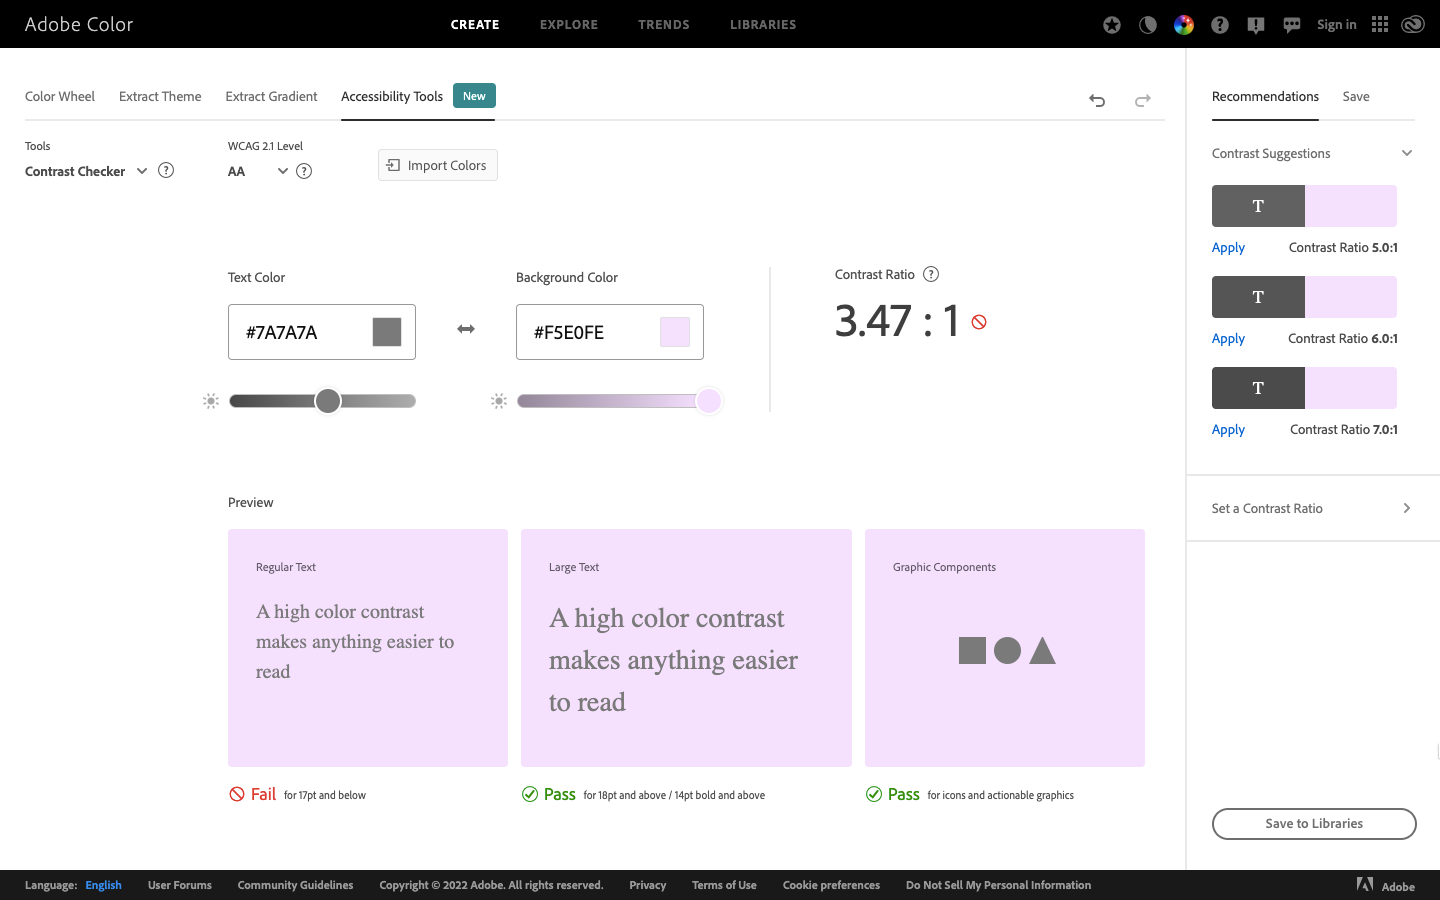 Adobe Color
CREATE
EXPLORE
TRENDS
LIBRARIES
Sign in
Color Wheel
Extract Theme
Extract Gradient
Accessibility Tools
New
Recommendations
Save
Tools
Contrast Checker
WCAG 2.1 Level
AA
Import Colors
Contrast Suggestions
T
Apply
Contrast Ratio 5.0:1
T
Apply
Contrast Ratio 6.0:1
T
Apply
Contrast Ratio 7.0:1
Set a Contrast Ratio
Text Color
#7A7A7A
Background Color
#F5E0FE
Contrast Ratio
3.47 : 1
Preview
Regular Text
A high color contrast
makes anything easier to
read
Large Text
A high color contrast
makes anything easier
to read
Graphic Components
Fail for 17pt and below
Pass for 18pt and above / 14pt bold and above
Pass for icons and actionable graphics
Save to Libraries
Language: English
User Forums
Community Guidelines
Copyright © 2022 Adobe. All rights reserved.
Privacy
Terms of Use
Cookie preferences
Do Not Sell My Personal Information
Adobe